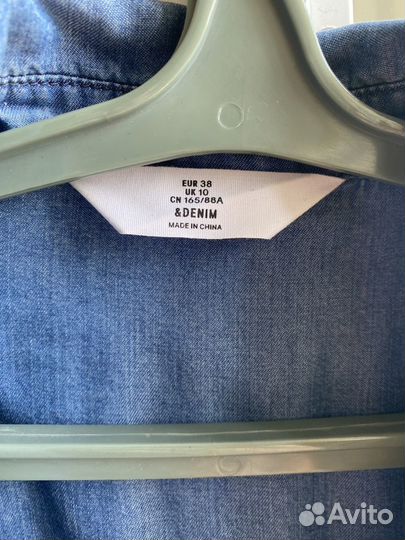 EUR 38
UK 10
CN 165/88A
&DENIM
MADE IN CHINA
Avito